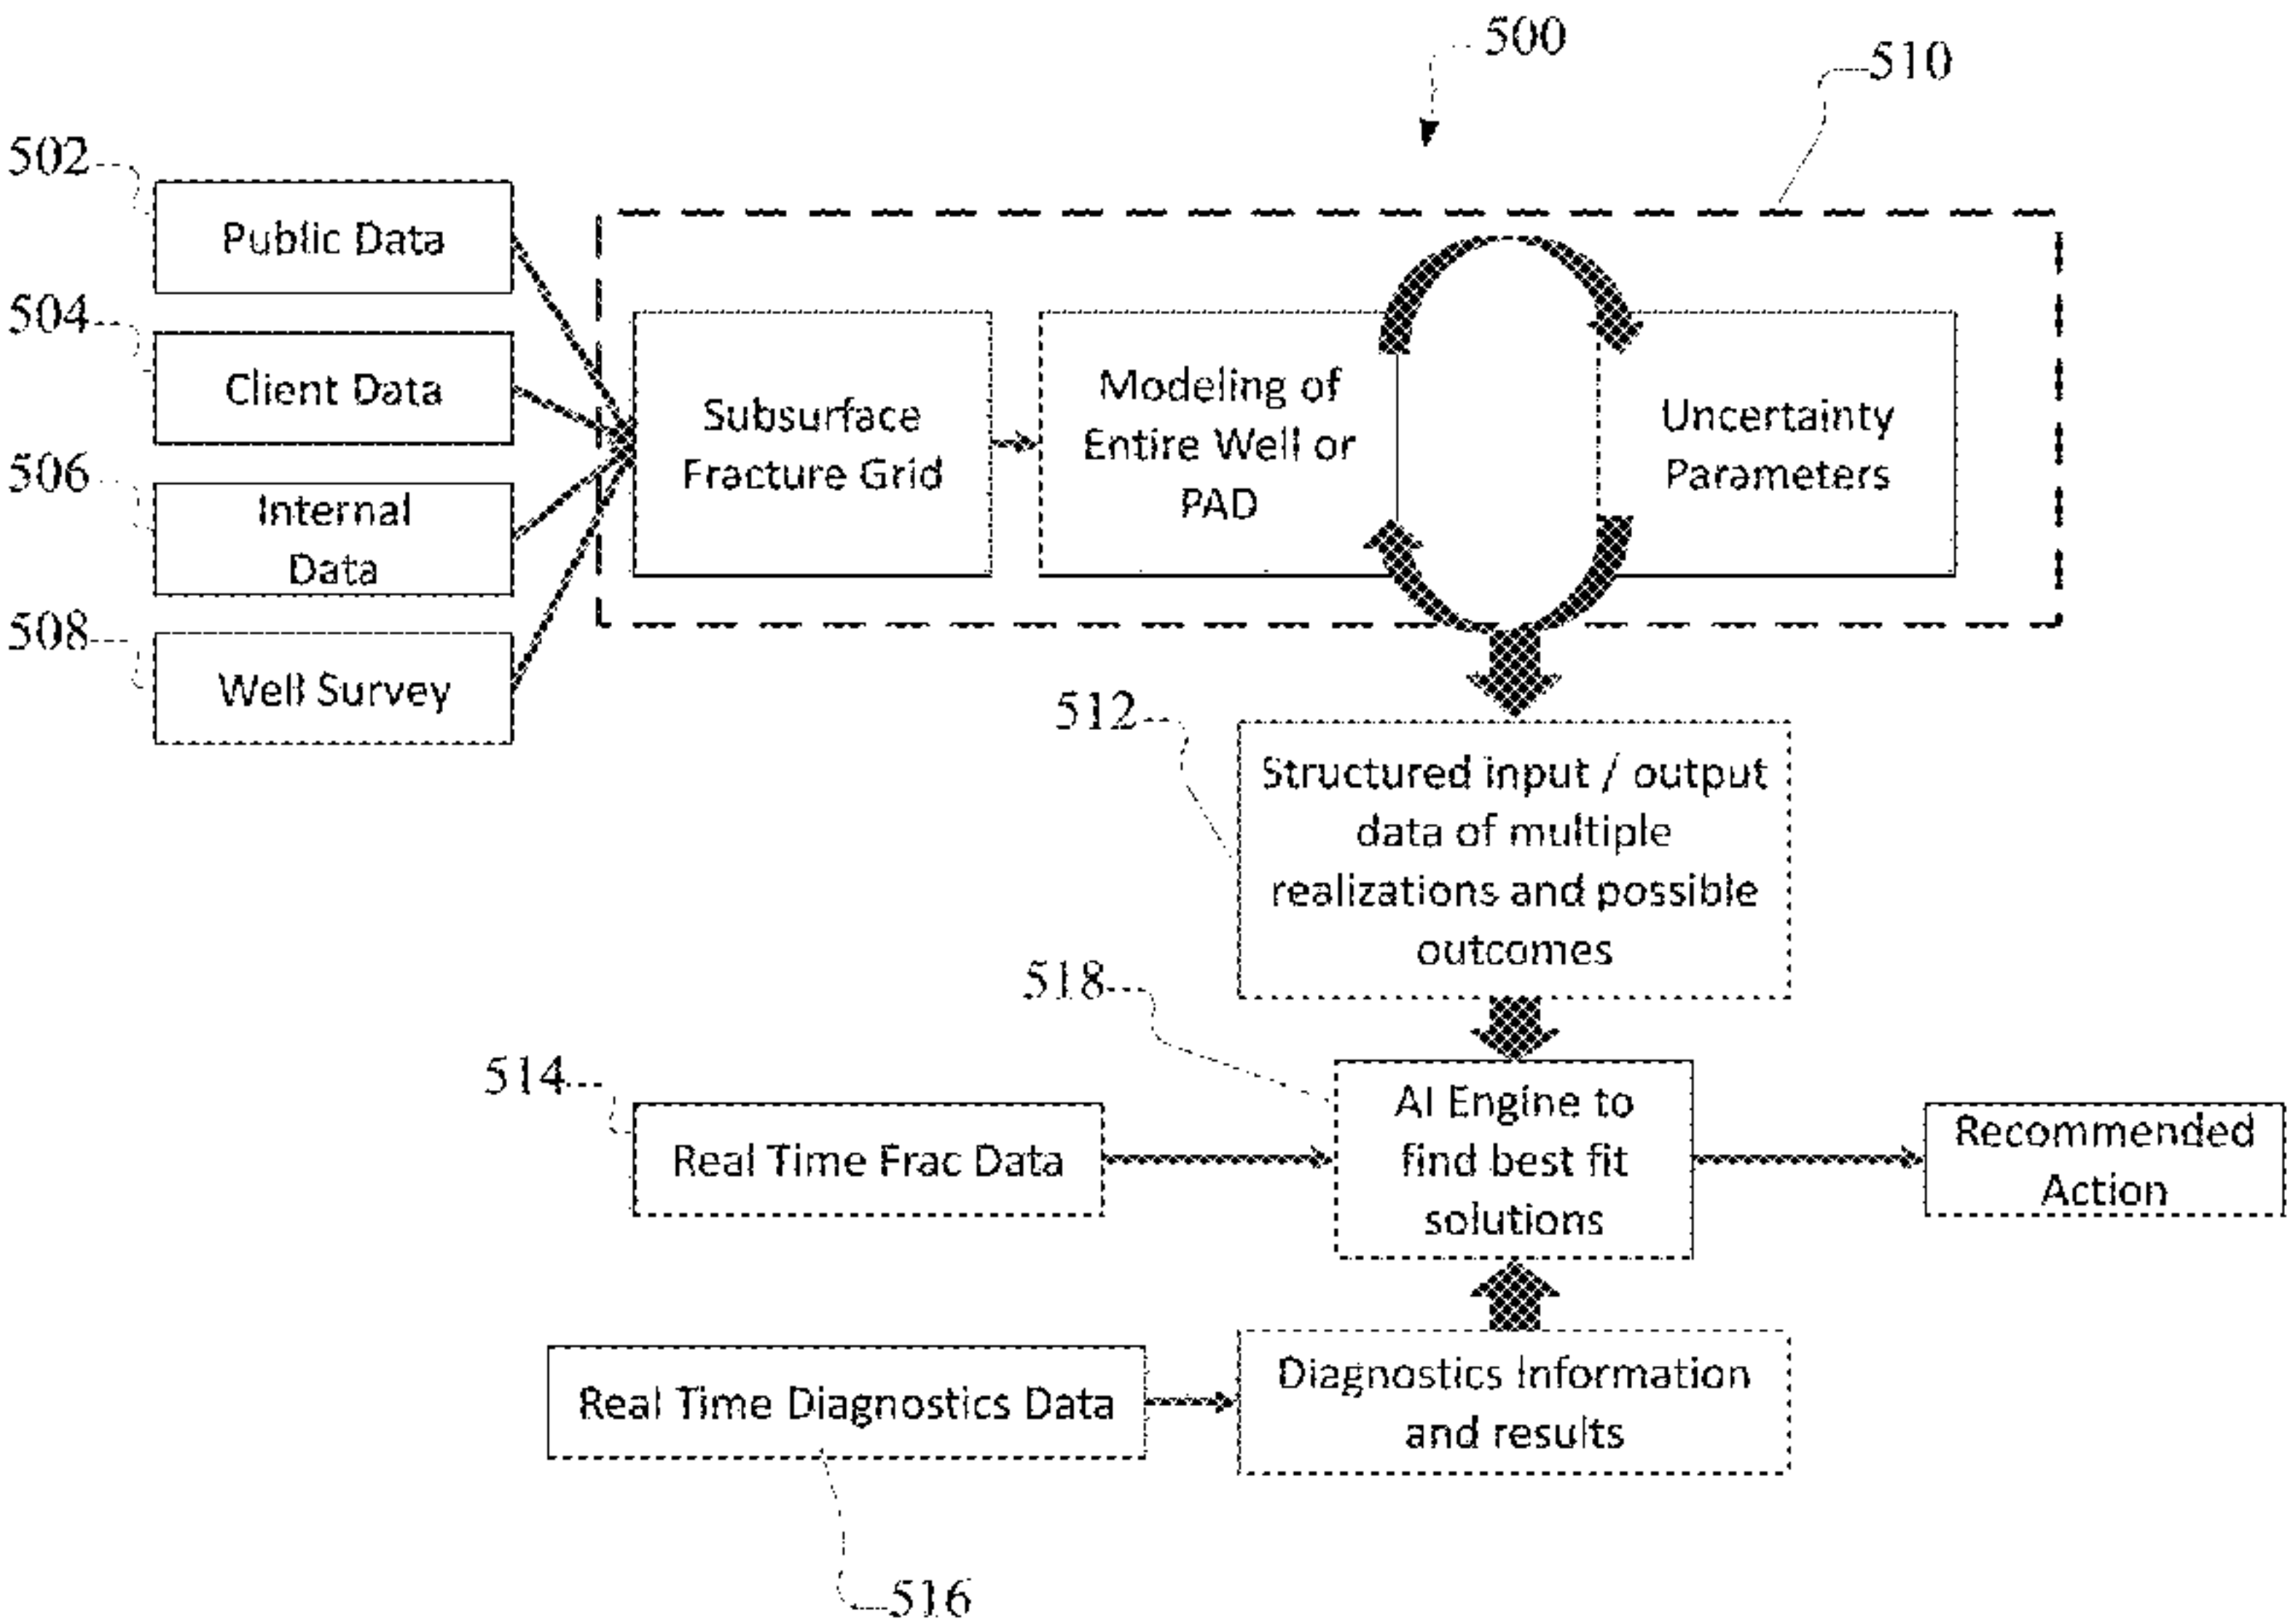 500
510
502
Public Data
504
Client Data
506
Internal
Data
508
Well Survey
Subsurface
Fracture Grid
Modeling of
Entire Well or
PAD
Uncertainty
Parameters
512
Structured input / output
data of multiple
realizations and possible
outcomes
518
514
Real Time Frac Data
AI Engine to
find best fit
solutions
Recommended
Action
Real Time Diagnostics Data
Diagnostics Information
and results
516